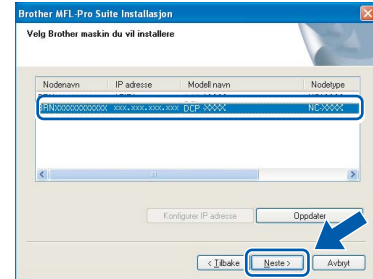 Brother MFL-Pro Suite Installasjon
Velg Brother maskin du vil installere
Nodenavn IP adresse Modell navn Nodetype
BRNXXXXXXXXXXXX xxx.xxx.xxx.xxx DCP-XXXX NC-XXXX
Konfigurer IP adresse Oppdater
< Tilbake Neste > Avbryt